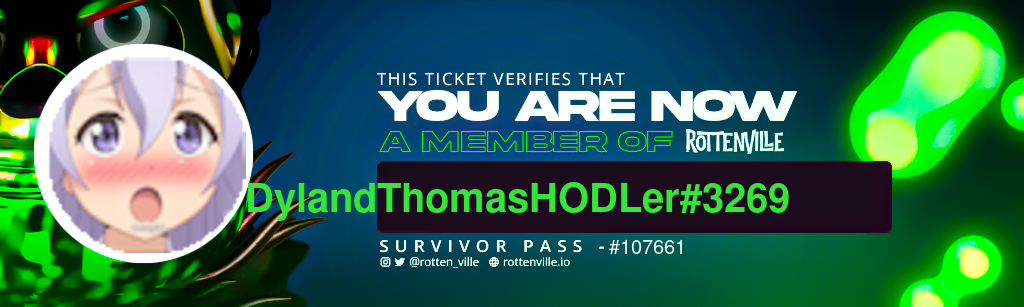 THIS TICKET VERIFIES THAT
YOU ARE NOW
A MEMBER OF ROTTENVILLE
DylandThomasHODLer#3269
SURVIVOR PASS - #107661
@rotten_ville rottenville.io